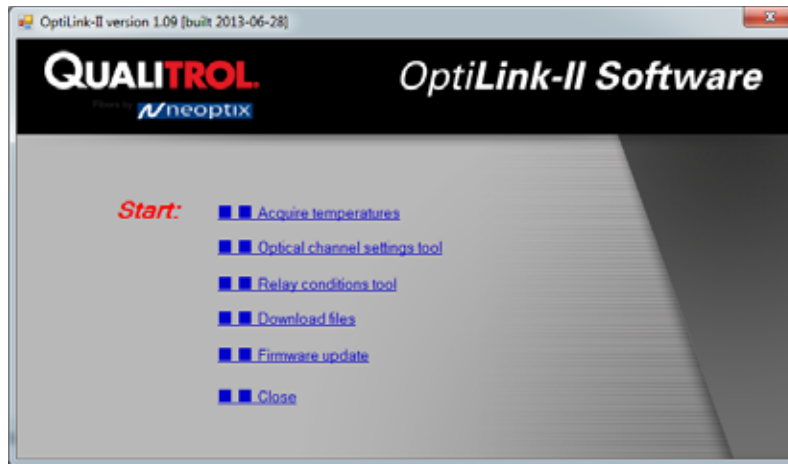 OptiLink-II version 1.09 [built 2013-06-28]
QUALITROL.
OptiLink-II Software
neoptix
Start:
Acquire temperatures
Optical channel settings tool
Relay conditions tool
Download files
Firmware update
Close